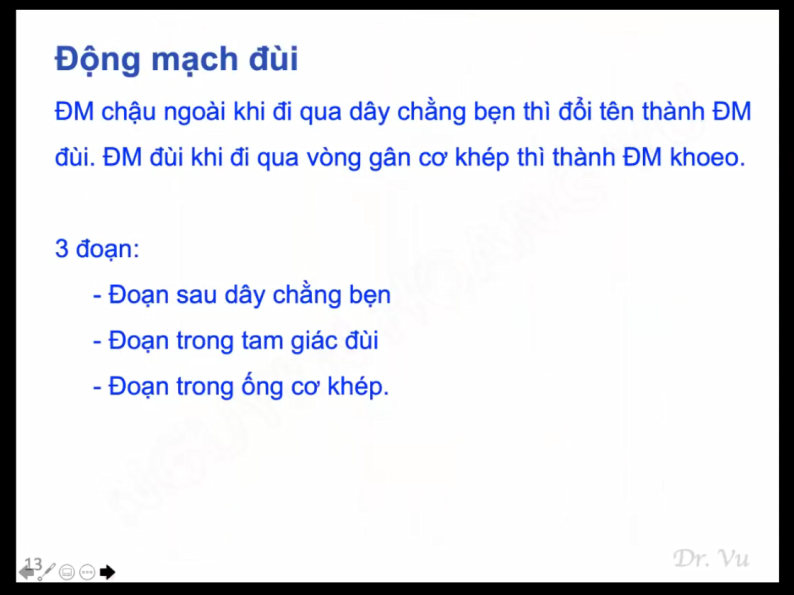 Động mạch đùi
ĐM chậu ngoài khi đi qua dây chằng bẹn thì đổi tên thành ĐM
đùi. ĐM đùi khi đi qua vòng gân cơ khép thì thành ĐM khoeo.
3 đoạn:
- Đoạn sau dây chằng bẹn
- Đoạn trong tam giác đùi
- Đoạn trong ống cơ khép.
13
Dr. Vu